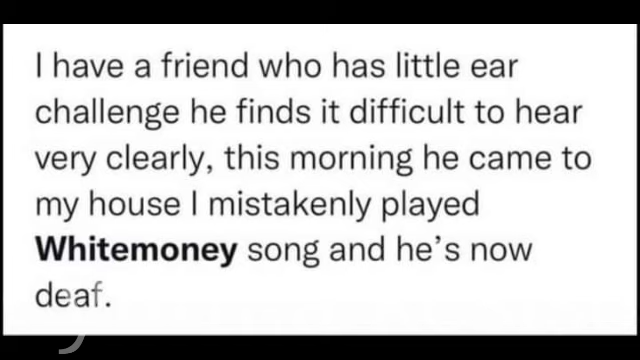 I have a friend who has little ear
challenge he finds it difficult to hear
very clearly, this morning he came to
my house I mistakenly played
Whitemoney song and he's now
deaf.